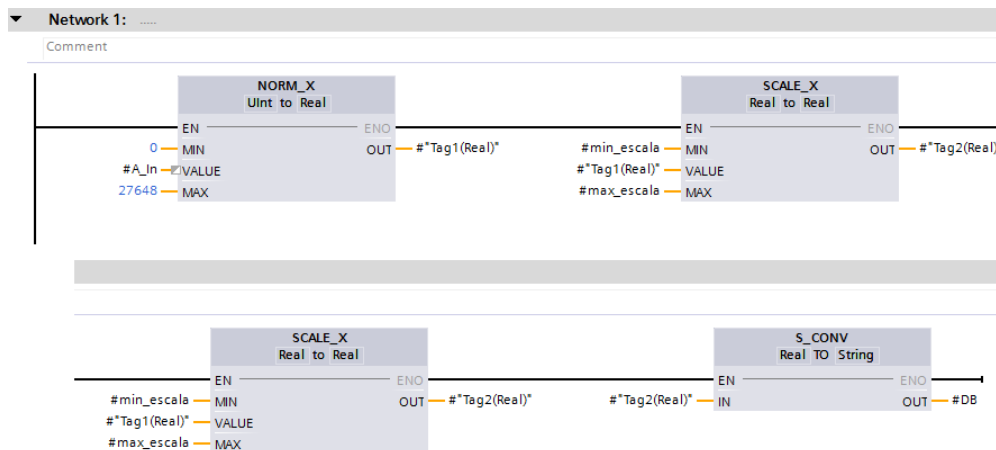 Network 1: .....
Comment
NORM_X
UInt to Real
EN ENO
0 MIN OUT #"Tag1(Real)"
#A_In VALUE
27648 MAX
SCALE_X
Real to Real
EN ENO
#min_escala MIN OUT #"Tag2(Real)
#"Tag1(Real)" VALUE
#max_escala MAX
SCALE_X
Real to Real
EN ENO
#min_escala MIN OUT #"Tag2(Real)"
#"Tag1(Real)" VALUE
#max_escala MAX
S_CONV
Real TO String
EN ENO
#"Tag2(Real)" IN OUT #DB